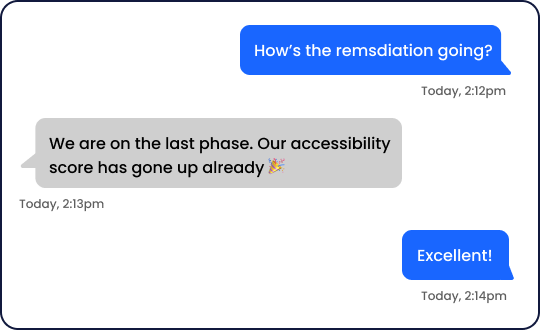 How’s the remsdiation going?
Today, 2:12pm
We are on the last phase. Our accessibility
score has gone up already 🎉
Today, 2:13pm
Excellent!
Today, 2:14pm